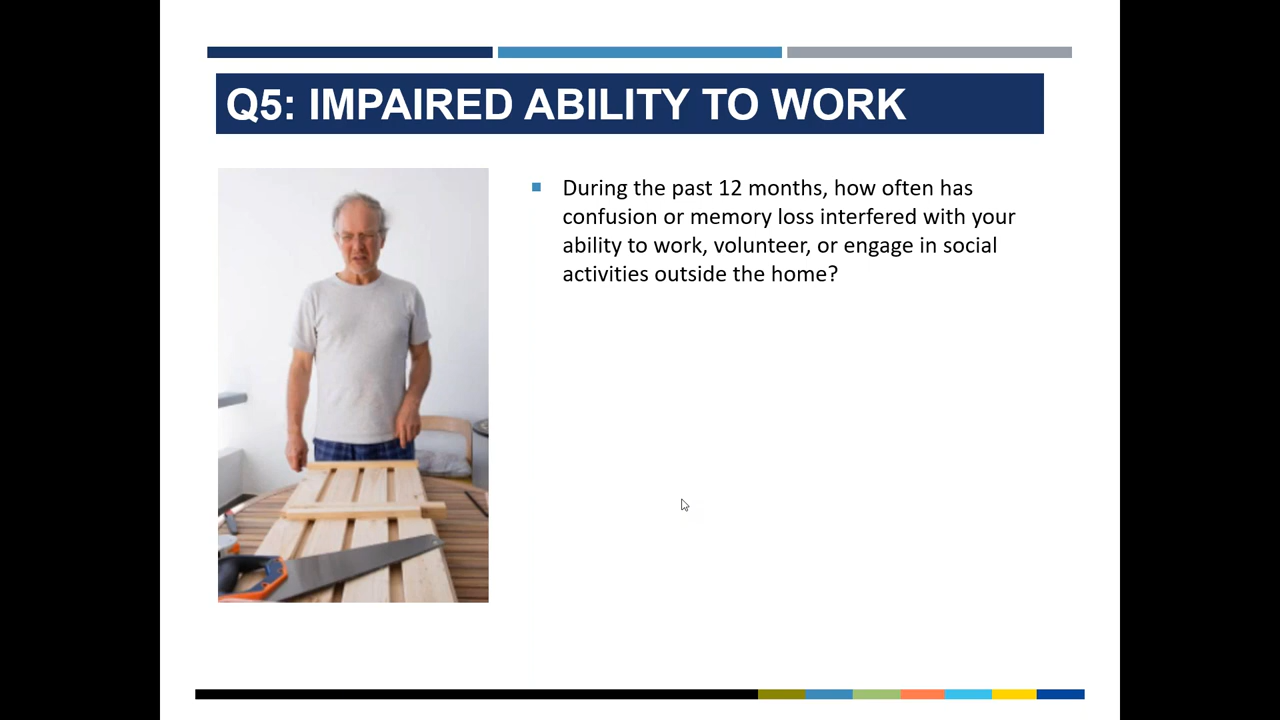 Q5: IMPAIRED ABILITY TO WORK
During the past 12 months, how often has
confusion or memory loss interfered with your
ability to work, volunteer, or engage in social
activities outside the home?